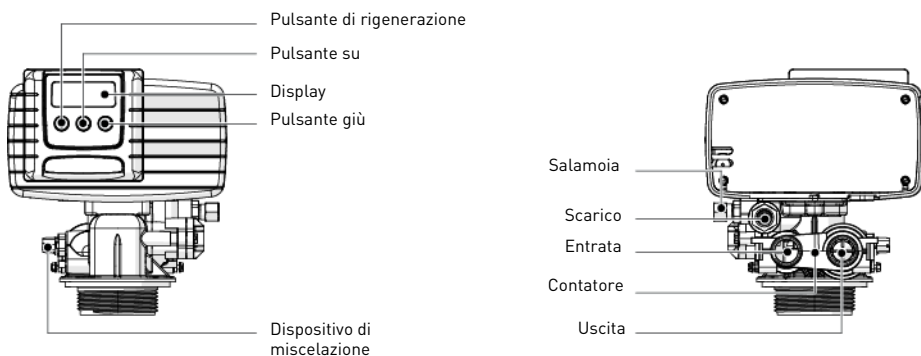 Pulsante di rigenerazione
Pulsante su
Display
Pulsante giù
Dispositivo di
miscelazione
Salamoia
Scarico
Entrata
Contatore
Uscita